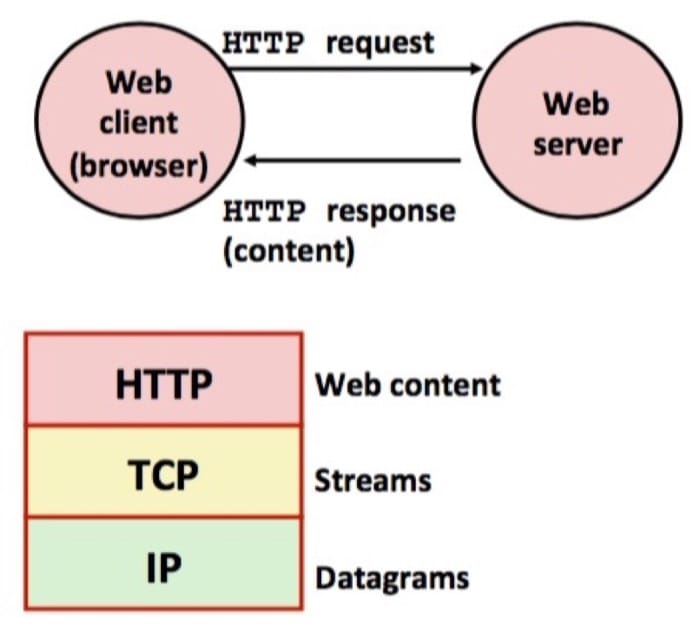 HTTP request
Web
client
(browser)
Web
server
HTTP response
(content)
HTTP Web content
TCP Streams
IP Datagrams